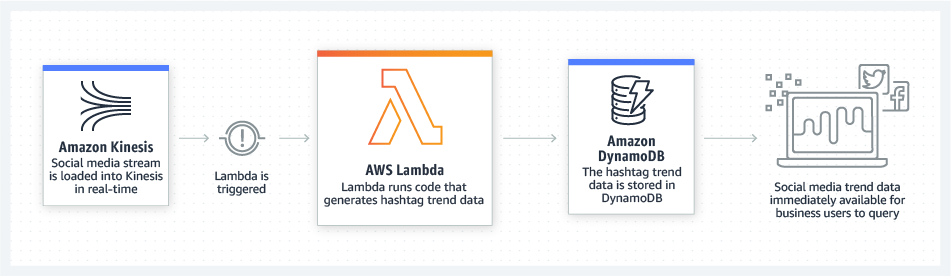 Amazon Kinesis
Social media stream
is loaded into Kinesis
in real-time
Lambda is
triggered
AWS Lambda
Lambda runs code that
generates hashtag trend data
Amazon
DynamoDB
The hashtag trend
data is stored in
DynamoDB
Social media trend data
immediately available for
business users to query